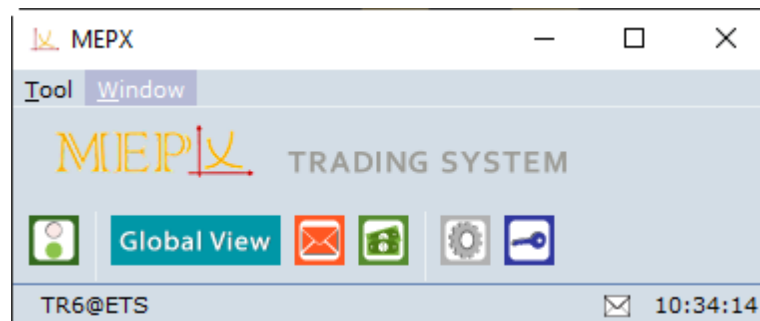 MEPX
Tool Window
MEPX TRADING SYSTEM
Global View
TR6@ETS 10:34:14